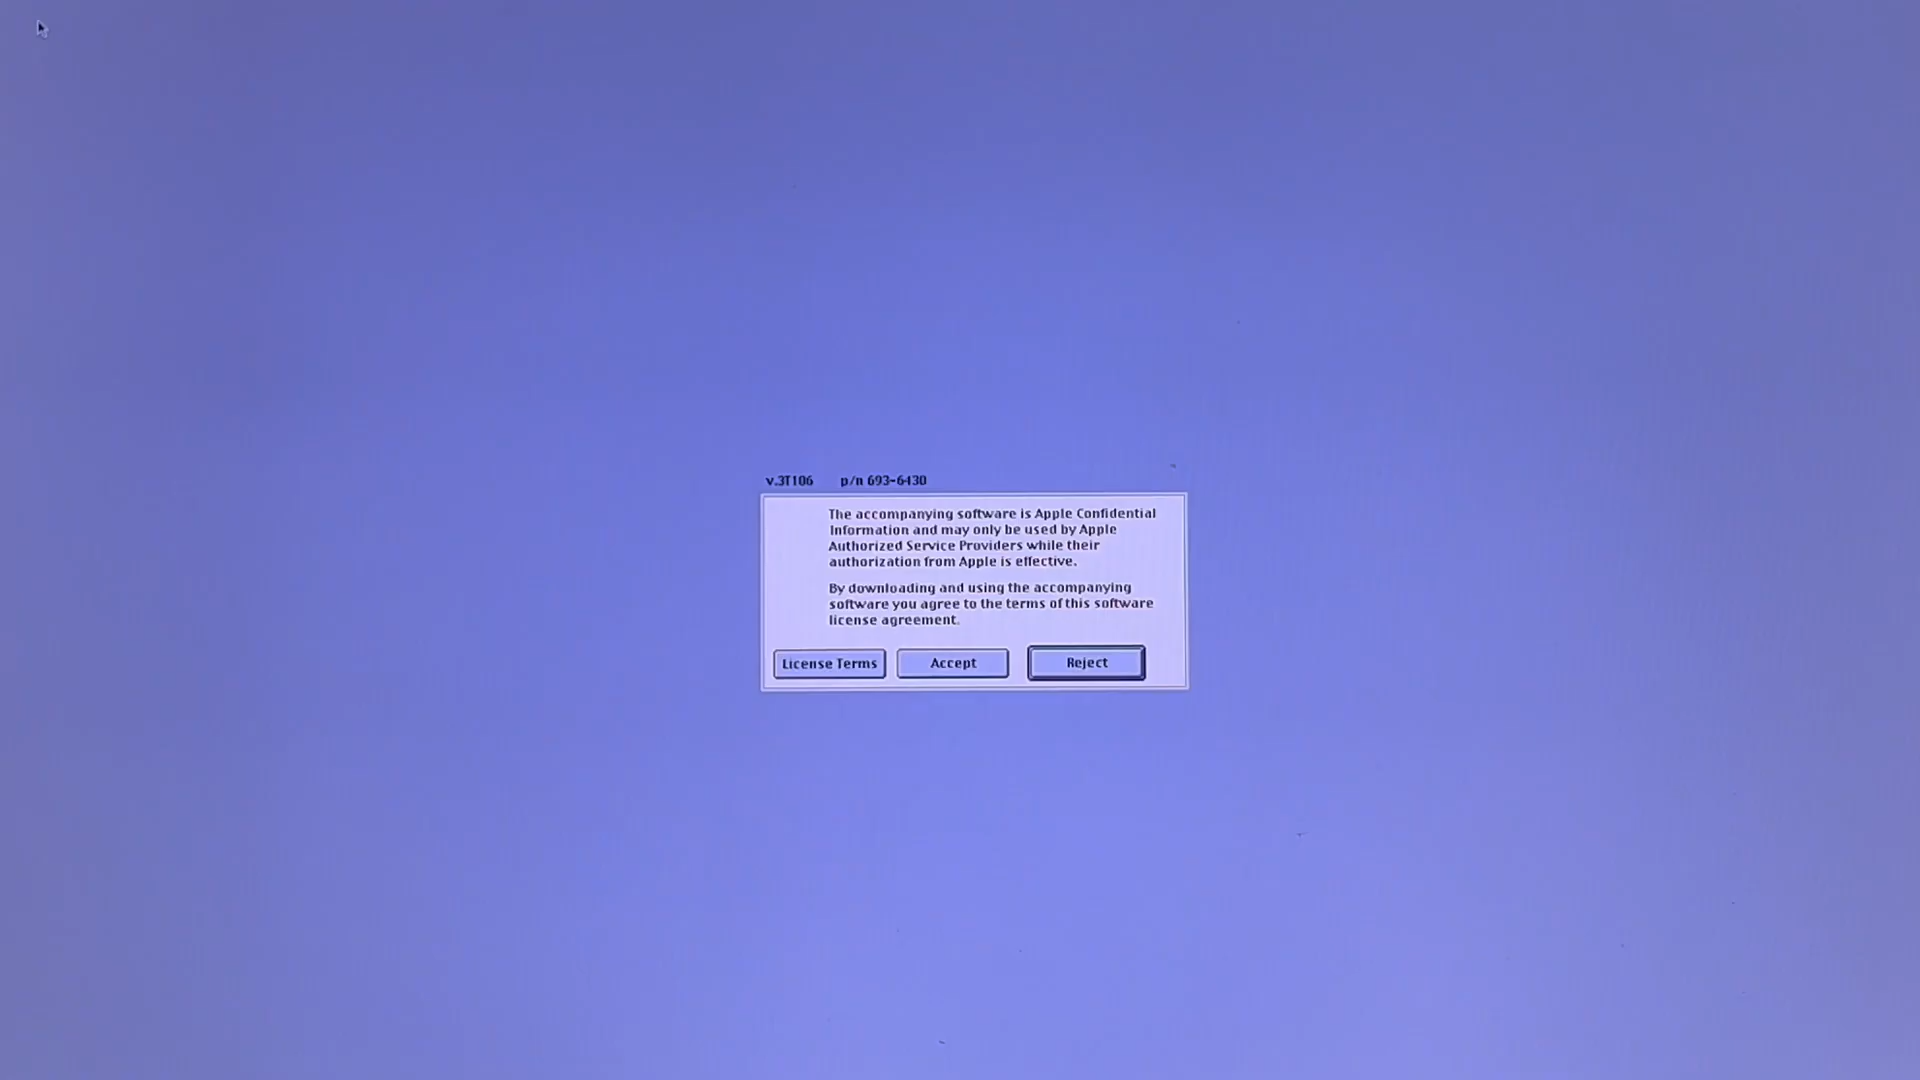 v.3T106 p/n 693-6430
The accompanying software is Apple Confidential
Information and may only be used by Apple
Authorized Service Providers while their
authorization from Apple is effective.
By downloading and using the accompanying
software you agree to the terms of this software
license agreement.
License Terms Accept Reject